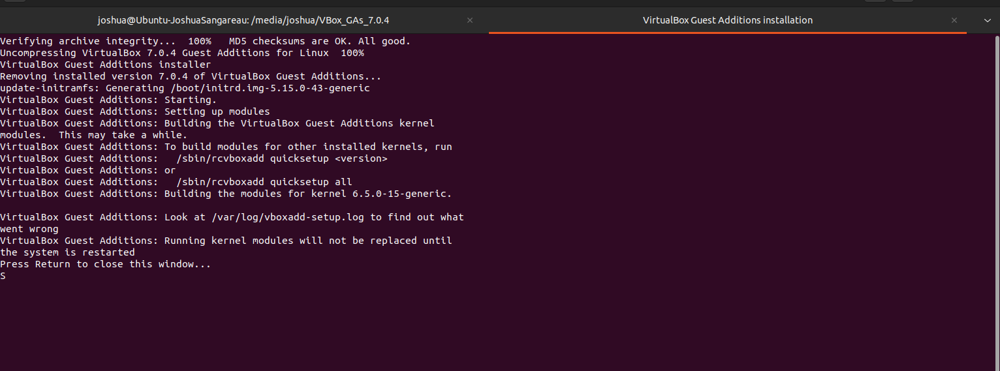 joshua@Ubuntu-JoshuaSangareau: /media/joshua/VBox_GAs_7.0.4
VirtualBox Guest Additions installation
Verifying archive integrity...  100%   MD5 checksums are OK. All good.
Uncompressing VirtualBox 7.0.4 Guest Additions for Linux  100%
VirtualBox Guest Additions installer
Removing installed version 7.0.4 of VirtualBox Guest Additions...
update-initramfs: Generating /boot/initrd.img-5.15.0-43-generic
VirtualBox Guest Additions: Starting.
VirtualBox Guest Additions: Setting up modules
VirtualBox Guest Additions: Building the VirtualBox Guest Additions kernel
modules.  This may take a while.
VirtualBox Guest Additions: To build modules for other installed kernels, run
VirtualBox Guest Additions:   /sbin/rcvboxadd quicksetup <version>
VirtualBox Guest Additions: or
VirtualBox Guest Additions:   /sbin/rcvboxadd quicksetup all
VirtualBox Guest Additions: Building the modules for kernel 6.5.0-15-generic.
VirtualBox Guest Additions: Look at /var/log/vboxadd-setup.log to find out what
went wrong
VirtualBox Guest Additions: Running kernel modules will not be replaced until
the system is restarted
Press Return to close this window...
S